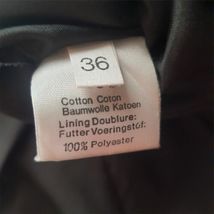 36
Cotton Coton
Baumwolle Katoen
Lining Doublure:
Futter Voeringstof:
100% Polyester